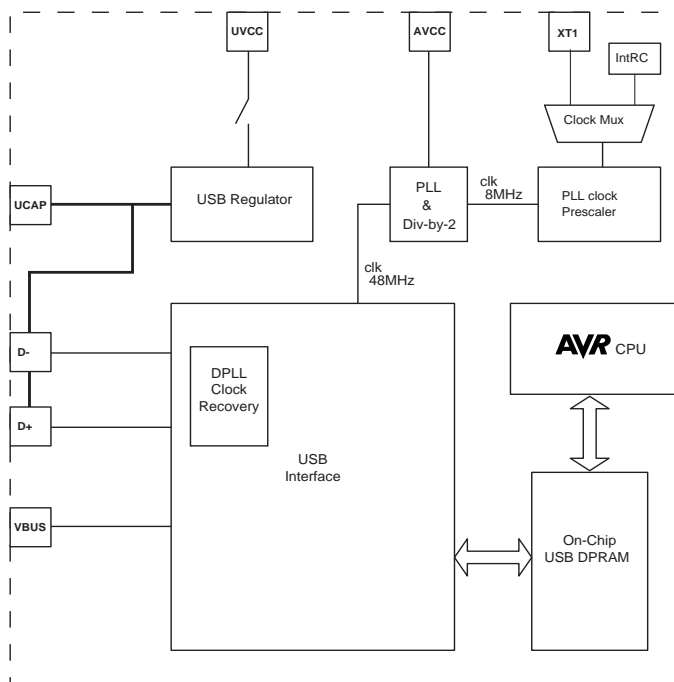 UVCC
AVCC
XT1
IntRC
Clock Mux
UCAP
USB Regulator
PLL
&
Div-by-2
clk
8MHz
PLL clock
Prescaler
clk
48MHz
D-
D+
VBUS
DPLL
Clock
Recovery
USB
Interface
AVR CPU
On-Chip
USB DPRAM